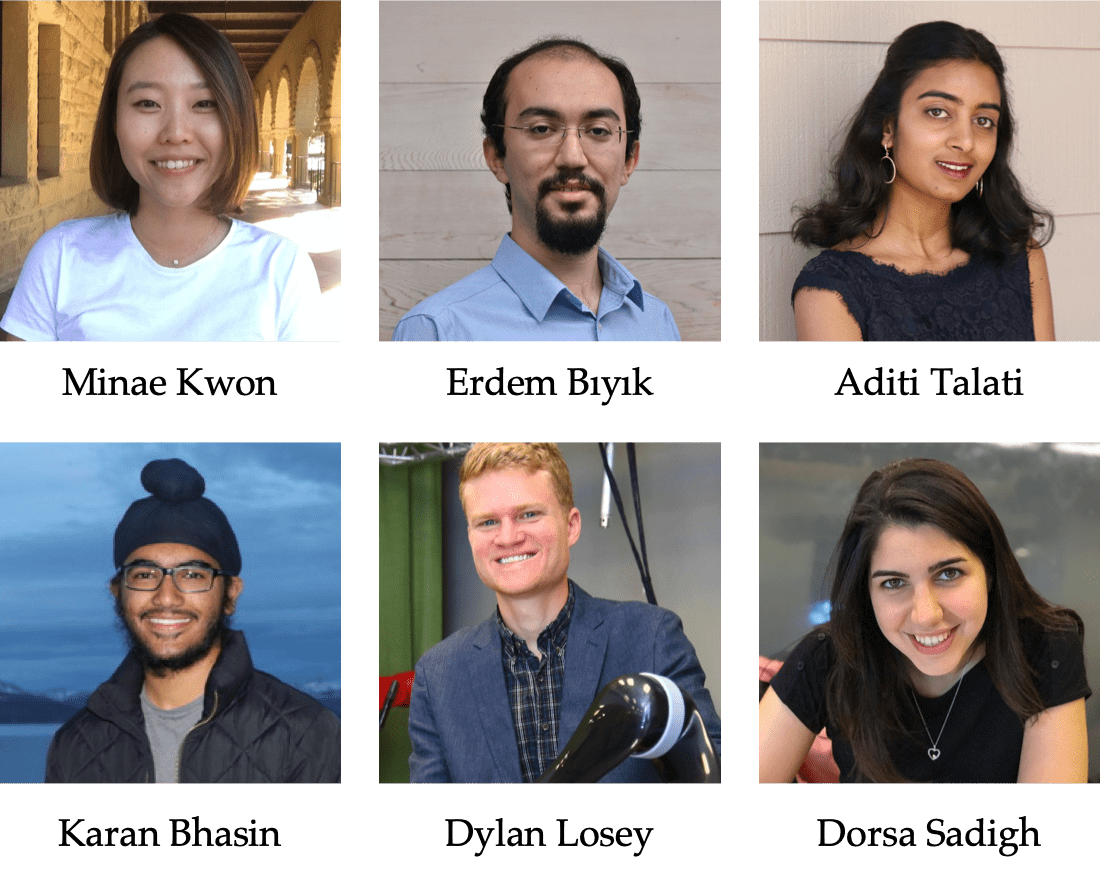 Minae Kwon
Erdem Bıyık
Aditi Talati
Karan Bhasin
Dylan Losey
Dorsa Sadigh